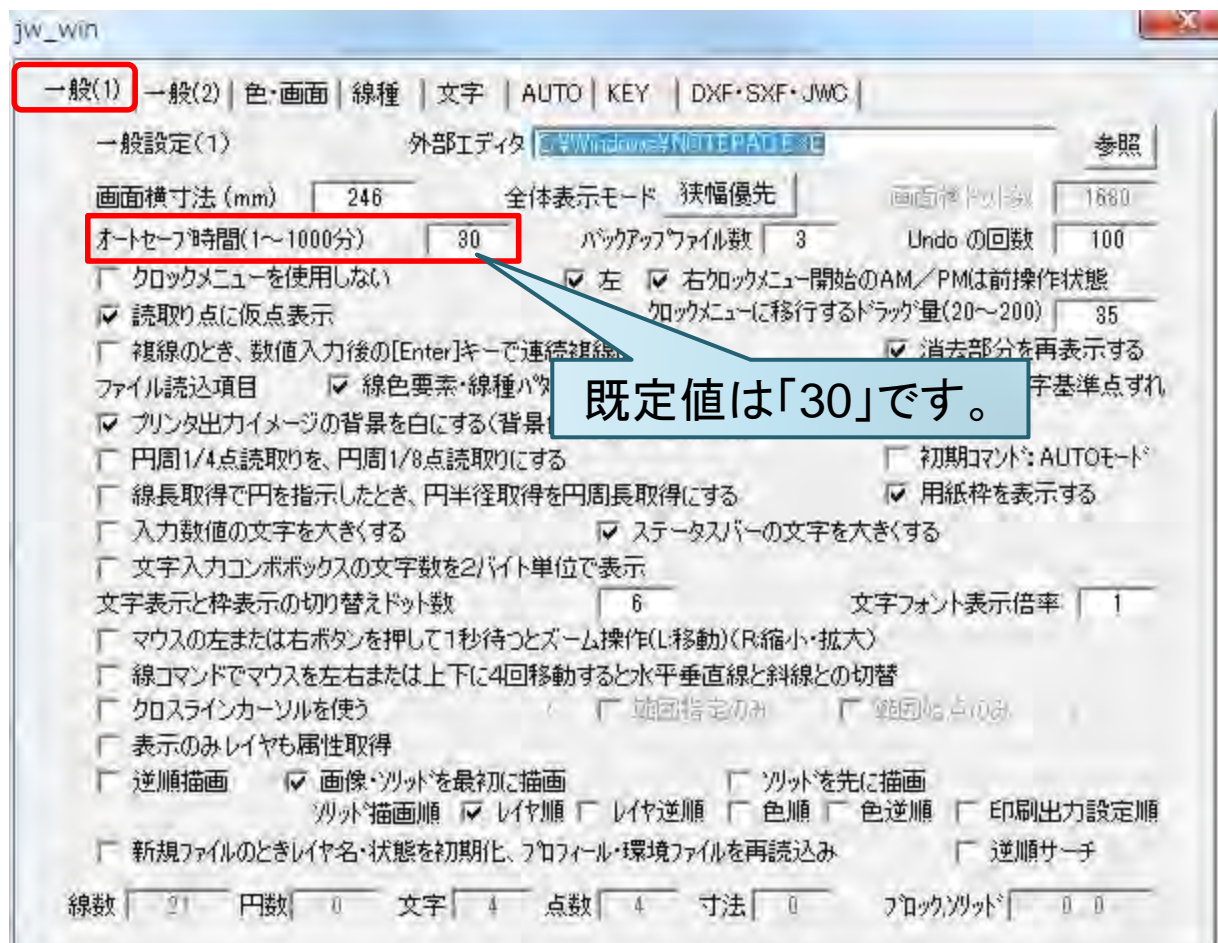 jw_win
一般(1) 一般(2) 色・画面 線種 文字 AUTO KEY DXF・SXF・JWC
一般設定(1) 外部エディタ C:¥Windows¥NOTEPAD.EXE 参照
画面横寸法 (mm) 246 全体表示モード 狭幅優先 画面横ドット数 1680
オートセーブ時間(1～1000分) 30 バックアップファイル数 3 Undo の回数 100
クロックメニューを使用しない 左 右クロックメニュー開始のAM／PMは前操作状態
読取り点に仮点表示 クロックメニューに移行するドラッグ量(20～200) 35
複線のとき、数値入力後の[Enter]キーで連続複線 消去部分を再表示する
ファイル読込項目 線色要素・線種パタ 字基準点ずれ
既定値は「30」です。
プリンタ出力イメージの背景を白にする(背景
円周1/4点読取りを、円周1/8点読取りにする 初期コマンド:AUTOモード
線長取得で円を指示したとき、円半径取得を円周長取得にする 用紙枠を表示する
入力数値の文字を大きくする ステータスバーの文字を大きくする
文字入力コンボボックスの文字数を2バイト単位で表示
文字表示と枠表示の切り替えドット数 6 文字フォント表示倍率 1
マウスの左または右ボタンを押して1秒待つとズーム操作(L:移動)(R:縮小・拡大)
線コマンドでマウスを左右または上下に4回移動すると水平垂直線と斜線との切替
クロスラインカーソルを使う ( 範囲指定のみ 範囲始点のみ )
表示のみレイヤも属性取得
逆順描画 画像・ソリッドを最初に描画 ソリッドを先に描画
ソリッド描画順 レイヤ順 レイヤ逆順 色順 色逆順 印刷出力設定順
新規ファイルのときレイヤ名・状態を初期化、プロフィール・環境ファイルを再読込み 逆順サーチ
線数 21 円数 0 文字 4 点数 4 寸法 0 ブロック,ソリッド 0 0